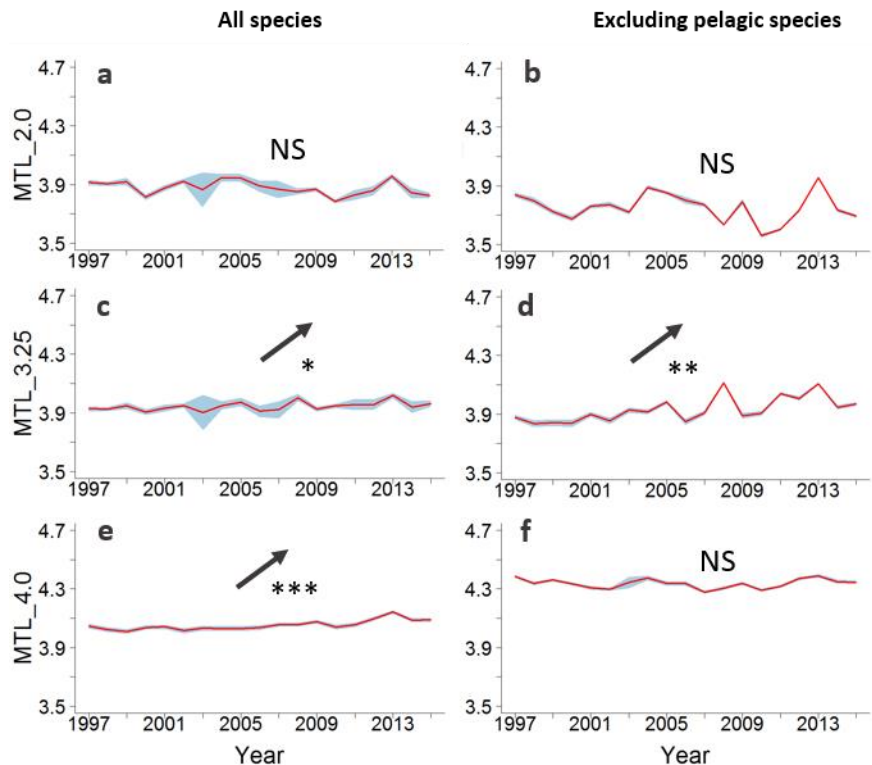 All species
Excluding pelagic species
a
b
MTL_2.0
4.7
4.3
3.9
3.5
NS
1997 2001 2005 2009 2013
4.7
4.3
3.9
3.5
NS
1997 2001 2005 2009 2013
c
d
MTL_3.25
4.7
4.3
3.9
3.5
*
1997 2001 2005 2009 2013
4.7
4.3
3.9
3.5
**
1997 2001 2005 2009 2013
e
f
MTL_4.0
4.7
4.3
3.9
3.5
***
1997 2001 2005 2009 2013
Year
4.7
4.3
3.9
3.5
NS
1997 2001 2005 2009 2013
Year